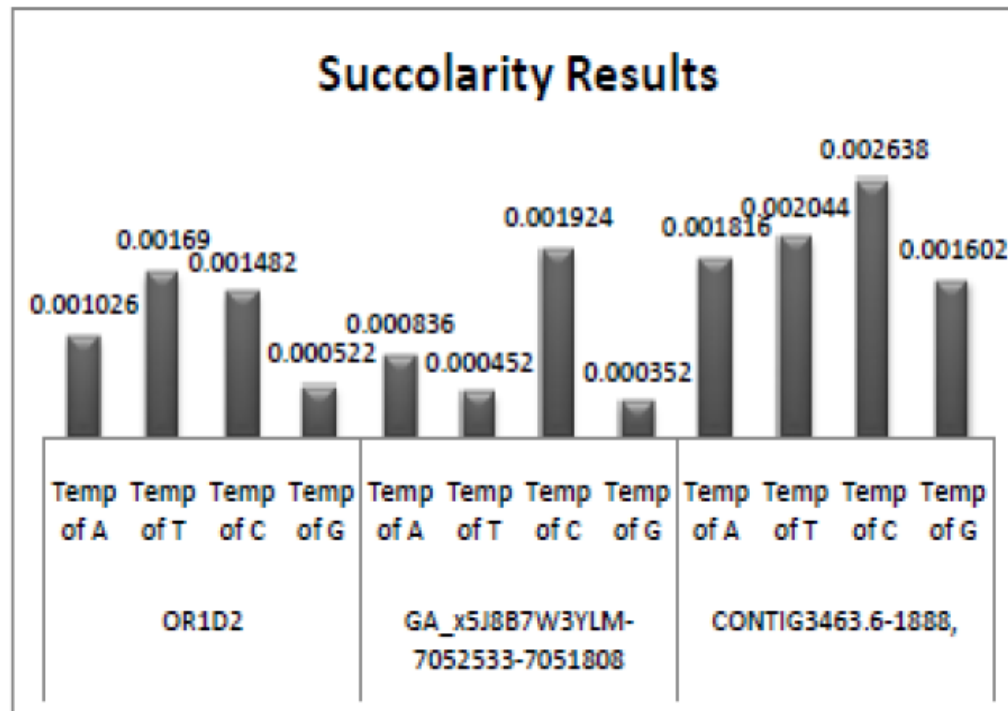 Succolarity Results
0.001026
0.00169
0.001482
0.000522
0.000836
0.000452
0.001924
0.000352
0.001816
0.002044
0.002638
0.001602
Temp Temp Temp Temp Temp Temp Temp Temp Temp Temp Temp Temp
of A of T of C of G of A of T of C of G of A of T of C of G
OR1D2
GA_x5J8B7W3YLM-
7052533-7051808
CONTIG3463.6-1888,